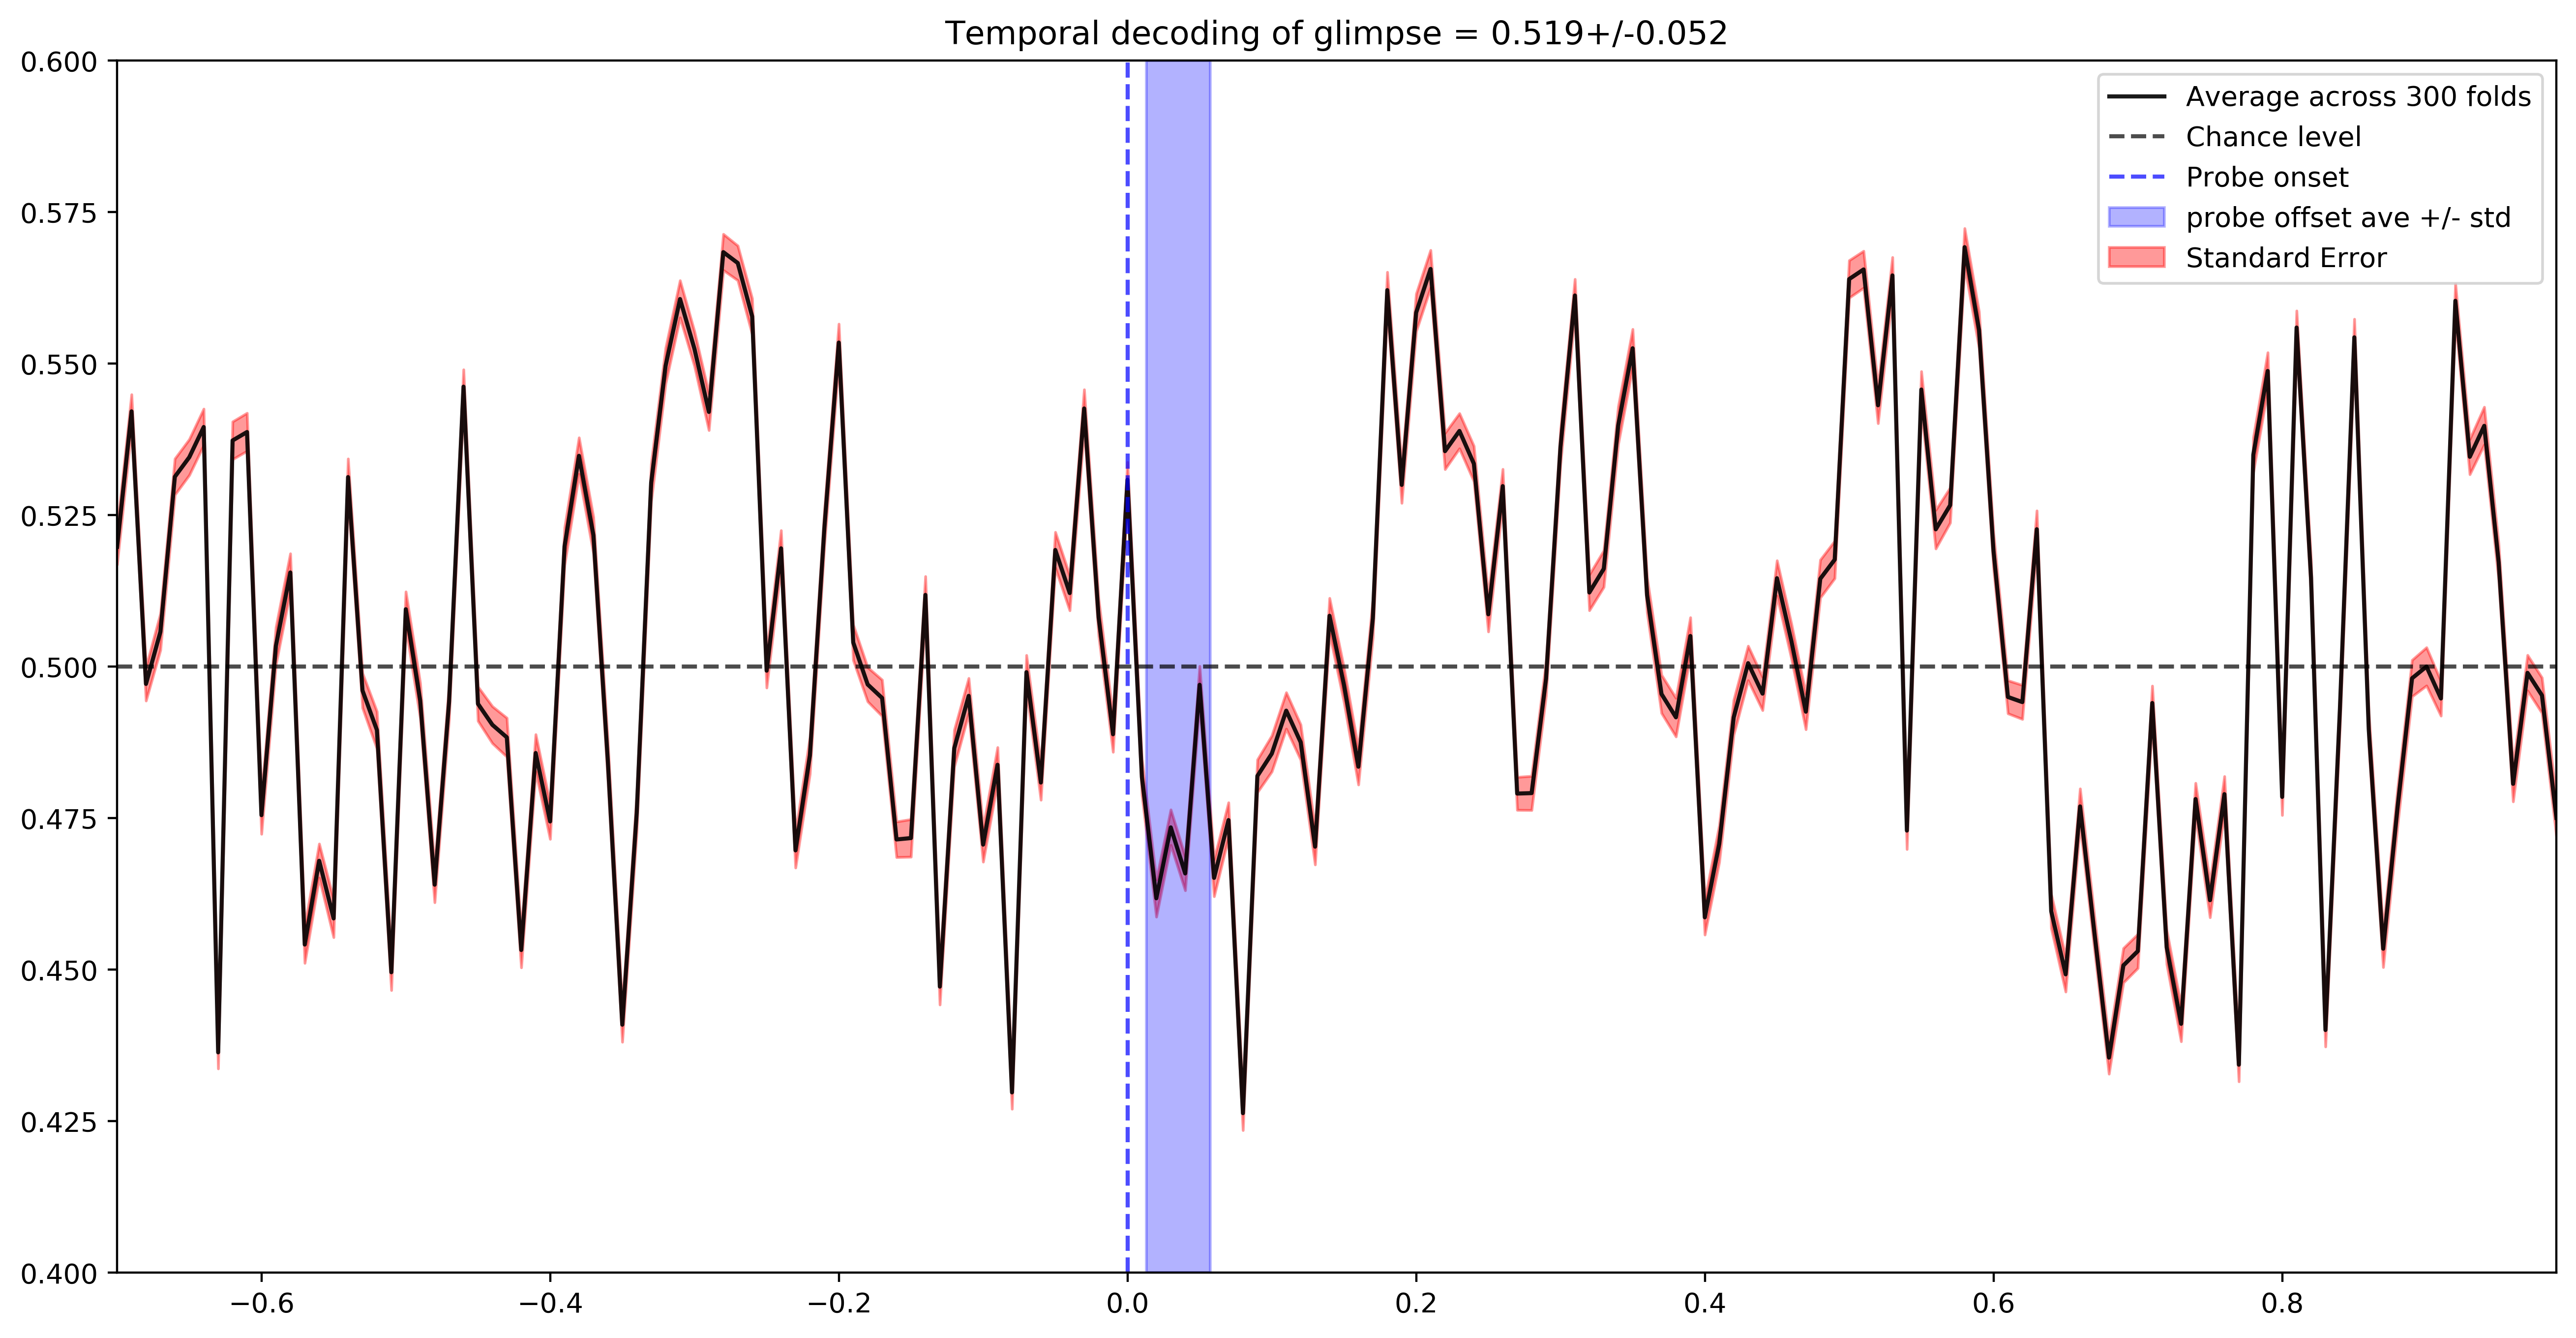 Temporal decoding of glimpse = 0.519+/-0.052
0.600
0.575
0.550
0.525
0.500
0.475
0.450
0.425
0.400
Average across 300 folds
Chance level
Probe onset
probe offset ave +/- std
Standard Error
−0.6 −0.4 −0.2 0.0 0.2 0.4 0.6 0.8